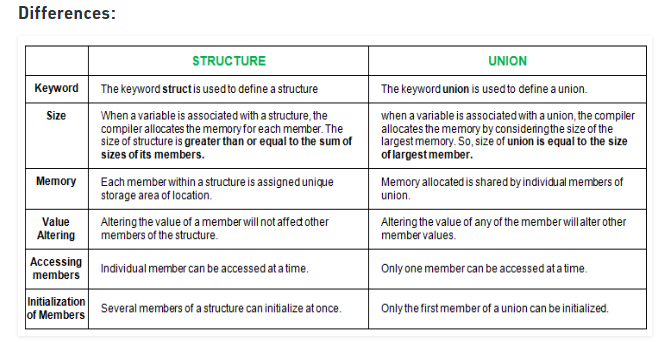 Differences:
STRUCTURE UNION
Keyword The keyword struct is used to define a structure The keyword union is used to define a union.
Size When a variable is associated with a structure, the when a variable is associated with a union, the compiler
compiler allocates the memory for each member. The allocates the memory by considering the size of the
size of structure is greater than or equal to the sum of largest memory. So, size of union is equal to the size
sizes of its members. of largest member.
Memory Each member within a structure is assigned unique Memory allocated is shared by individual members of
storage area of location. union.
Value Altering the value of a member will not affect other Altering the value of any of the member will alter other
Altering members of the structure. member values.
Accessing
members Individual member can be accessed at a time. Only one member can be accessed at a time.
Initialization
of Members Several members of a structure can initialize at once. Only the first member of a union can be initialized.